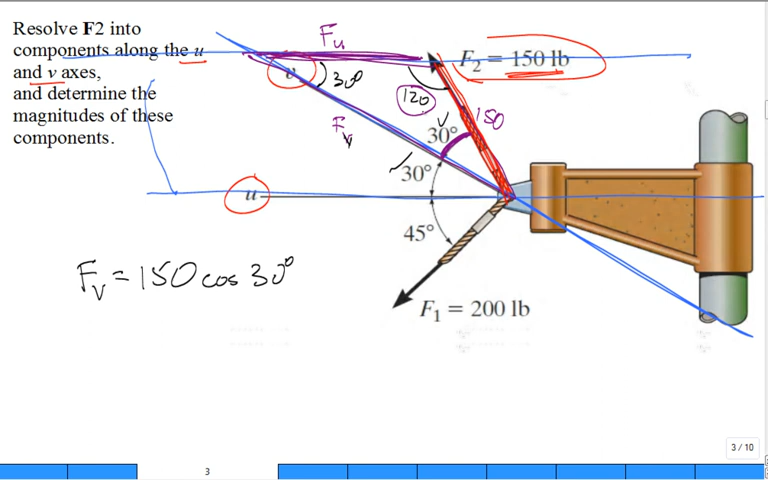 Resolve F2 into
components along the u
and v axes,
and determine the
magnitudes of these
components.
Fu
F₂ = 150 lb
v
30°
120
150
Fv
30°
30°
u
45°
Fv = 150 cos 30°
F₁ = 200 lb
3 / 10
3